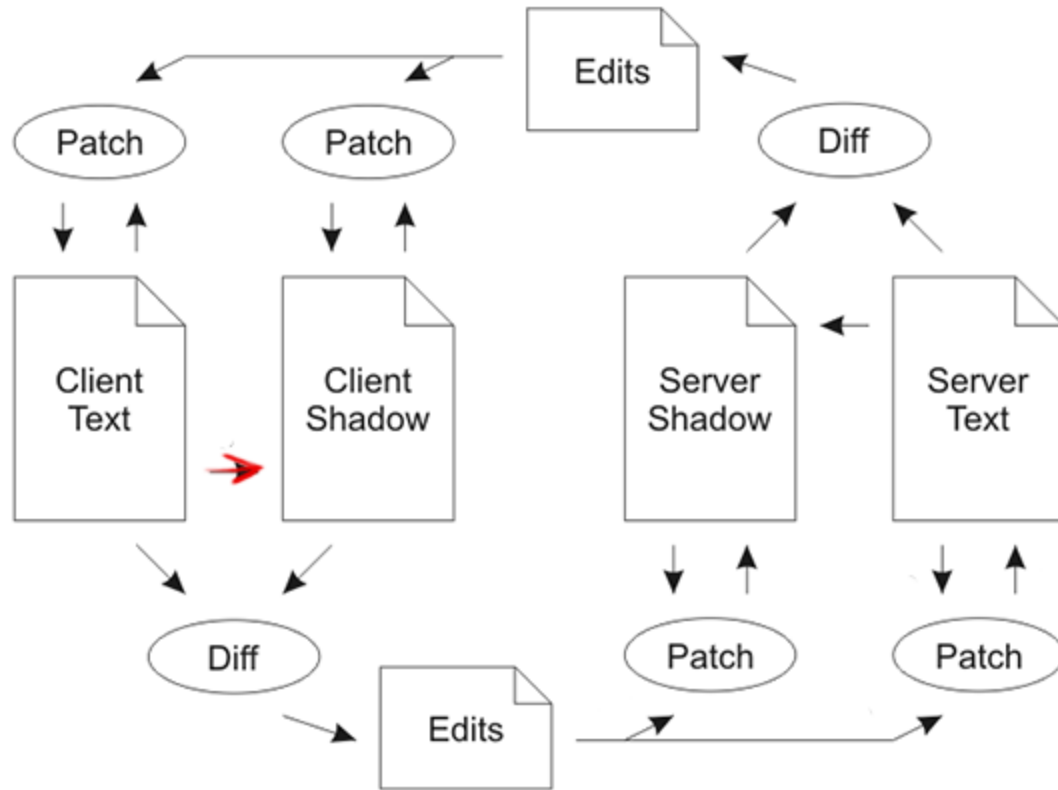 Edits
Patch
Patch
Diff
Client
Text
Client
Shadow
Server
Shadow
Server
Text
Diff
Patch
Patch
Edits